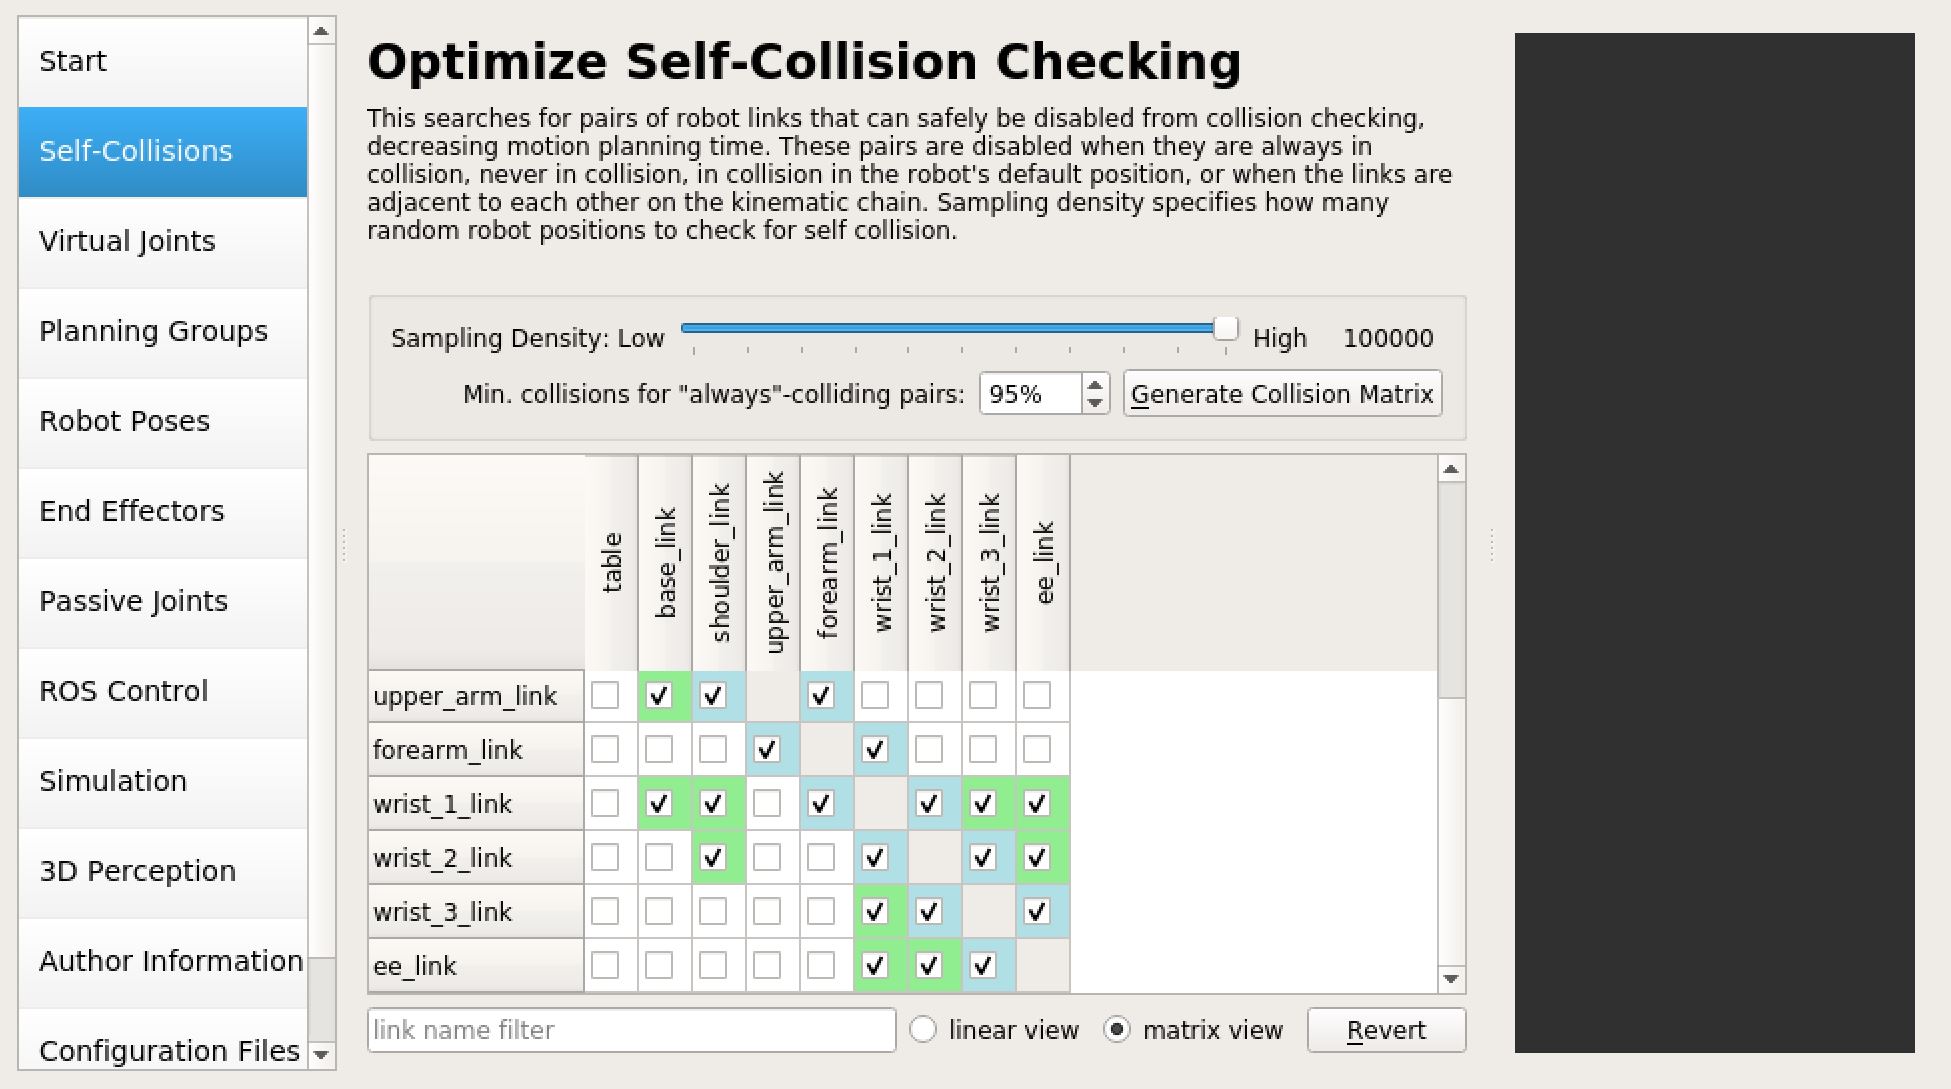 Start
Self-Collisions
Virtual Joints
Planning Groups
Robot Poses
End Effectors
Passive Joints
ROS Control
Simulation
3D Perception
Author Information
Configuration Files
Optimize Self-Collision Checking
This searches for pairs of robot links that can safely be disabled from collision checking,
decreasing motion planning time. These pairs are disabled when they are always in
collision, never in collision, in collision in the robot's default position, or when the links are
adjacent to each other on the kinematic chain. Sampling density specifies how many
random robot positions to check for self collision.
Sampling Density: Low High 100000
Min. collisions for "always"-colliding pairs: 95% Generate Collision Matrix
table
base_link
shoulder_link
upper_arm_link
forearm_link
wrist_1_link
wrist_2_link
wrist_3_link
ee_link
upper_arm_link
forearm_link
wrist_1_link
wrist_2_link
wrist_3_link
ee_link
link name filter linear view matrix view Revert